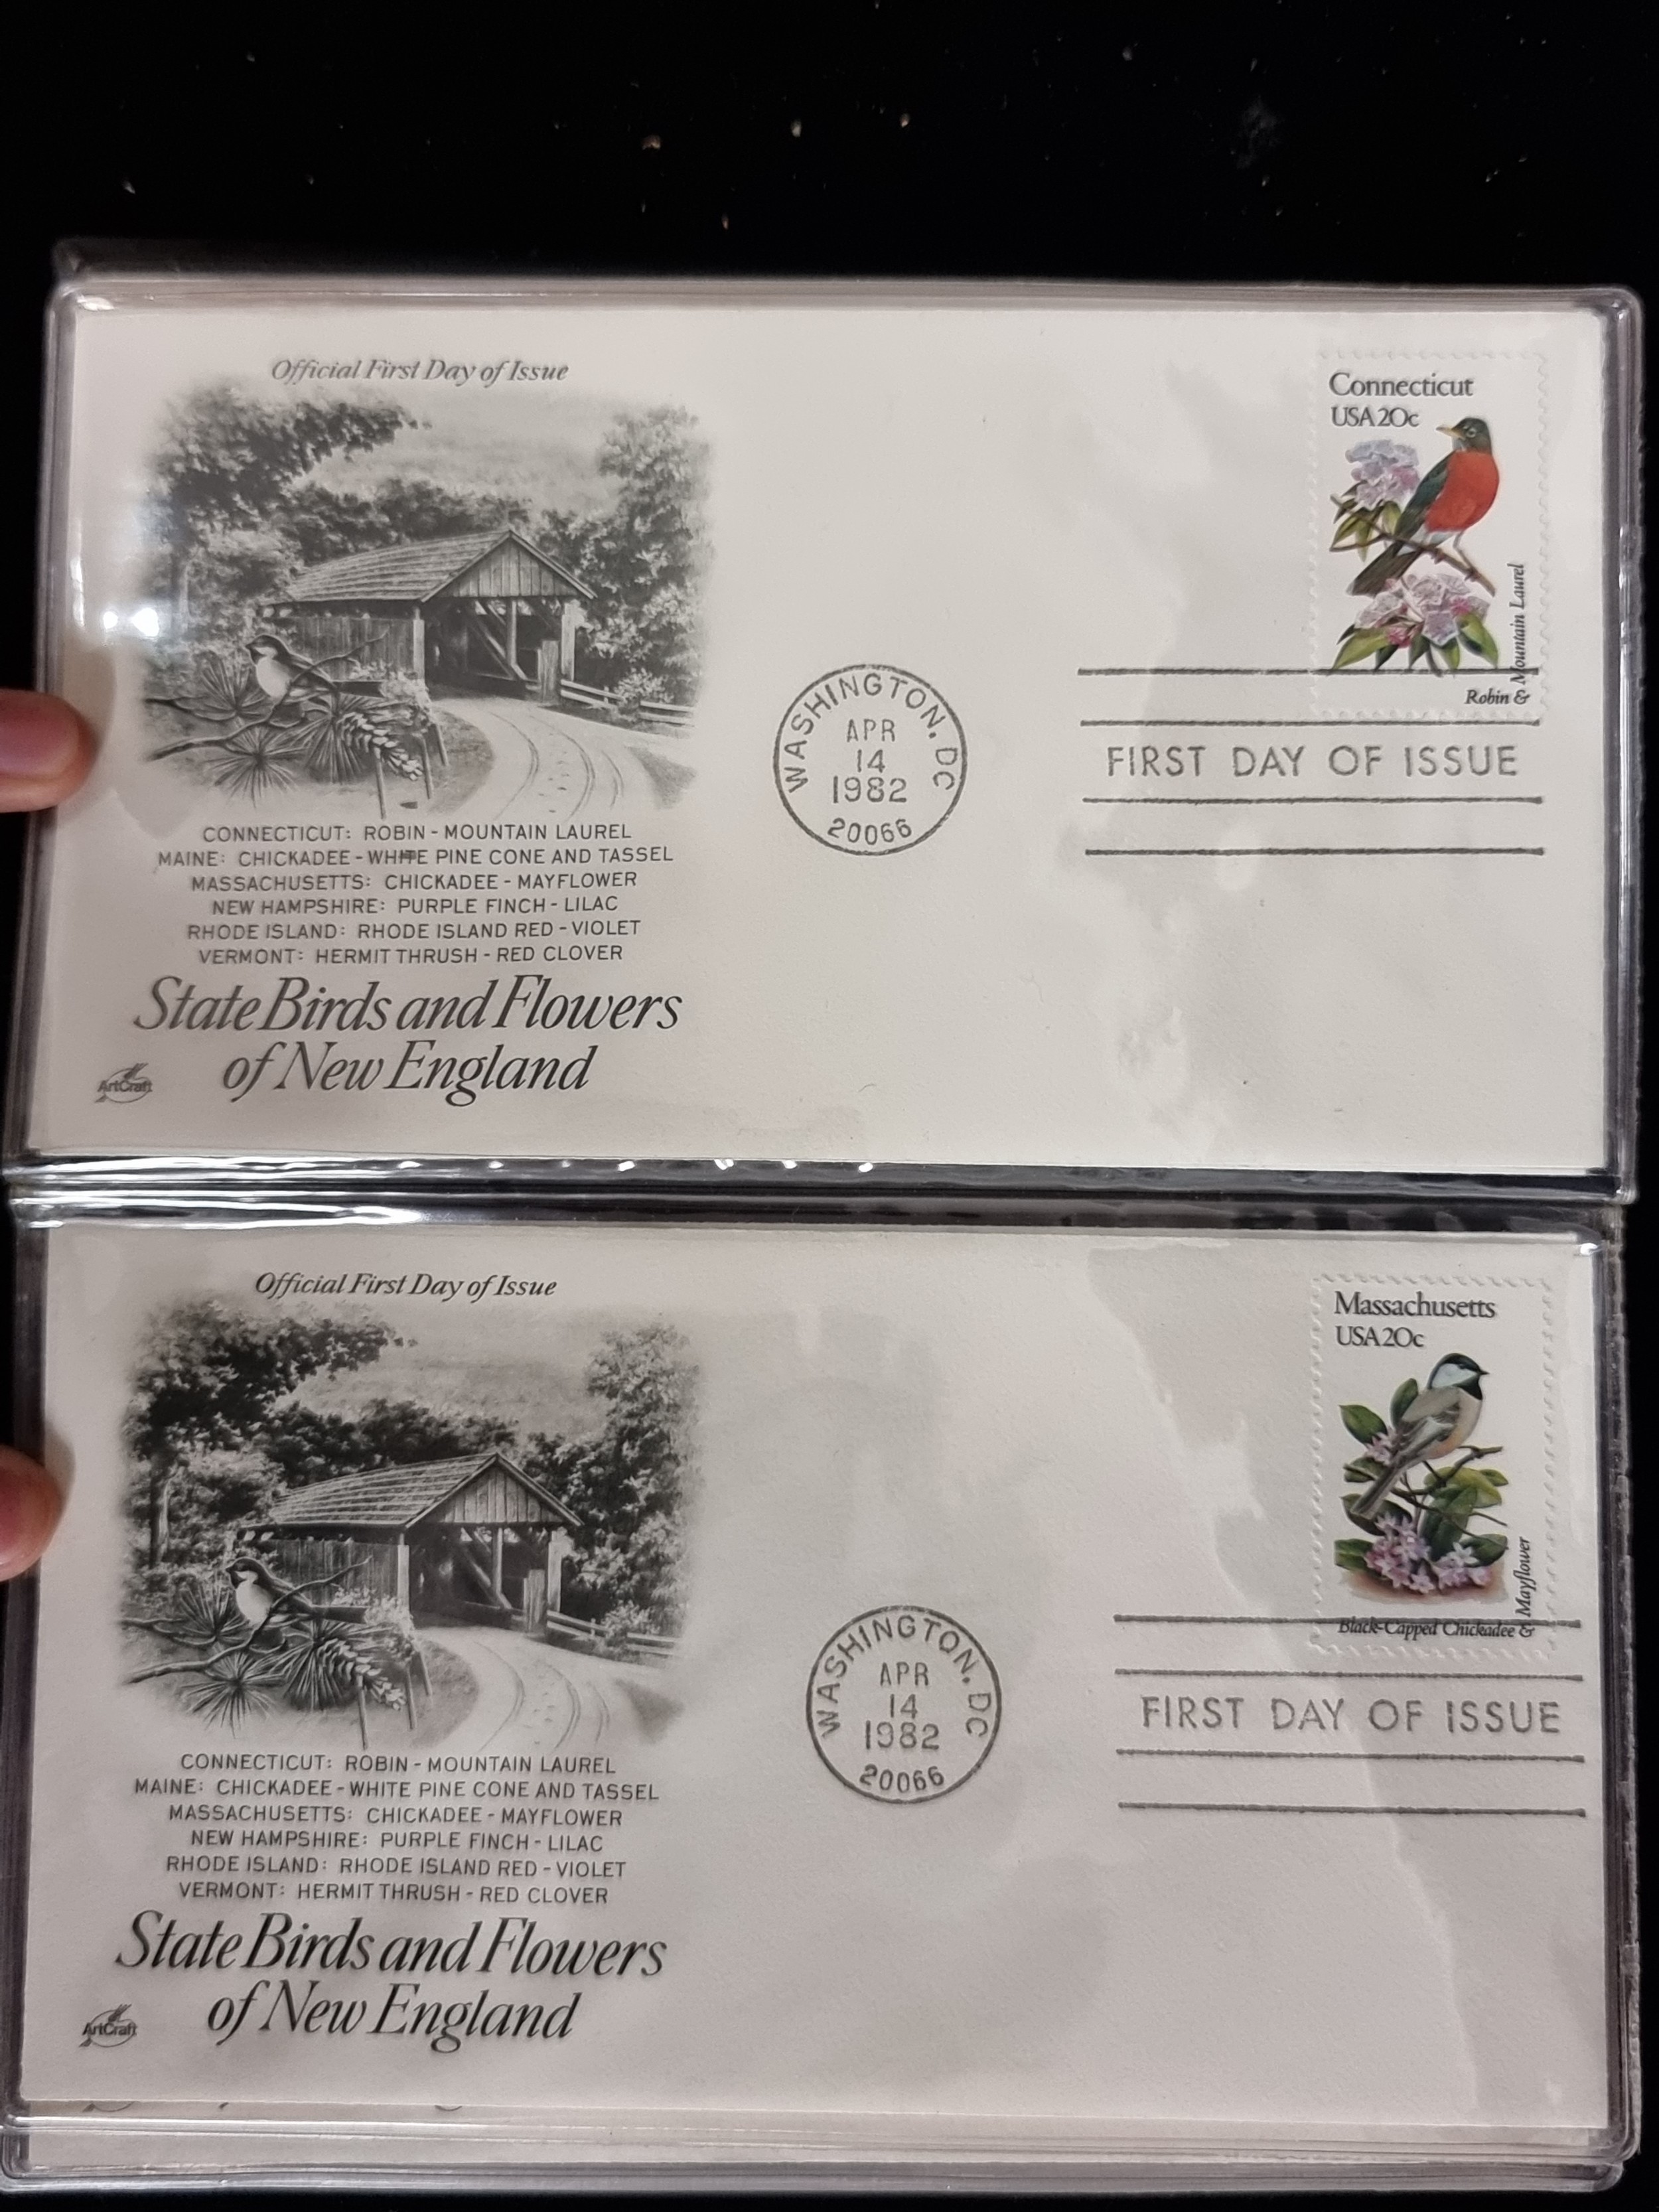 Official First Day of Issue
Connecticut
USA 20c
Robin & Mountain Laurel
WASHINGTON, DC
APR
14
1982
20066
FIRST DAY OF ISSUE
CONNECTICUT: ROBIN - MOUNTAIN LAUREL
MAINE: CHICKADEE - WHITE PINE CONE AND TASSEL
MASSACHUSETTS: CHICKADEE - MAYFLOWER
NEW HAMPSHIRE: PURPLE FINCH - LILAC
RHODE ISLAND: RHODE ISLAND RED - VIOLET
VERMONT: HERMIT THRUSH - RED CLOVER
State Birds and Flowers
of New England
ArtCraft
Official First Day of Issue
Massachusetts
USA 20c
Black-Capped Chickadee & Mayflower
WASHINGTON, DC
APR
14
1982
20066
FIRST DAY OF ISSUE
CONNECTICUT: ROBIN - MOUNTAIN LAUREL
MAINE: CHICKADEE - WHITE PINE CONE AND TASSEL
MASSACHUSETTS: CHICKADEE - MAYFLOWER
NEW HAMPSHIRE: PURPLE FINCH - LILAC
RHODE ISLAND: RHODE ISLAND RED - VIOLET
VERMONT: HERMIT THRUSH - RED CLOVER
State Birds and Flowers
of New England
ArtCraft